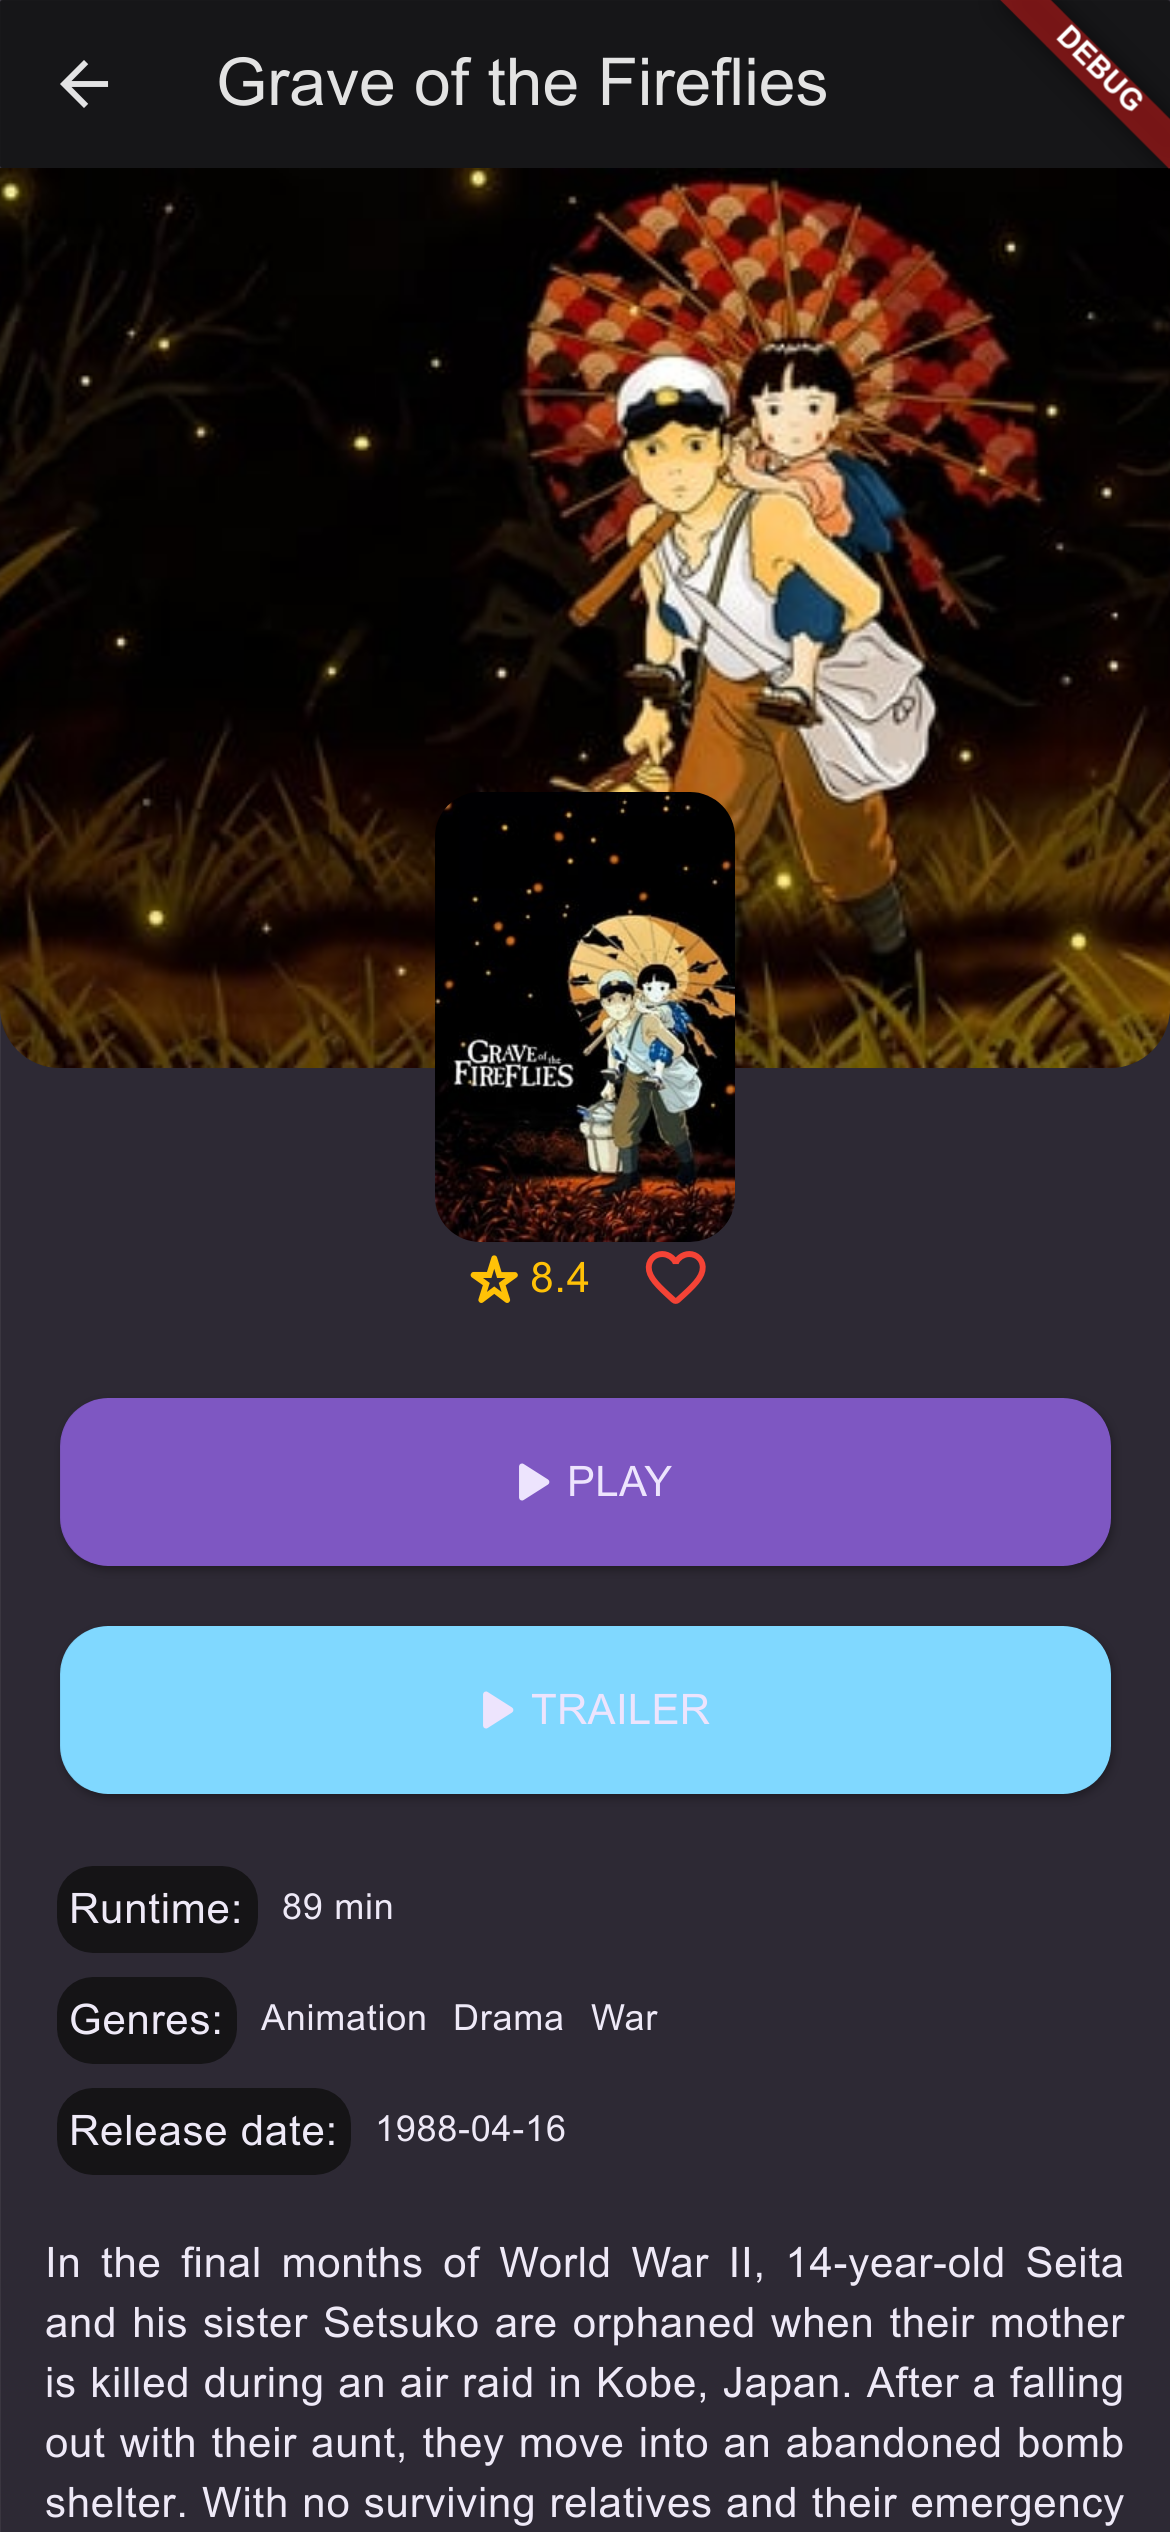 Grave of the Fireflies
DEBUG
GRAVE of the
FIREFLIES
8.4
PLAY
TRAILER
Runtime: 89 min
Genres: Animation Drama War
Release date: 1988-04-16
In the final months of World War II, 14-year-old Seita
and his sister Setsuko are orphaned when their mother
is killed during an air raid in Kobe, Japan. After a falling
out with their aunt, they move into an abandoned bomb
shelter. With no surviving relatives and their emergency